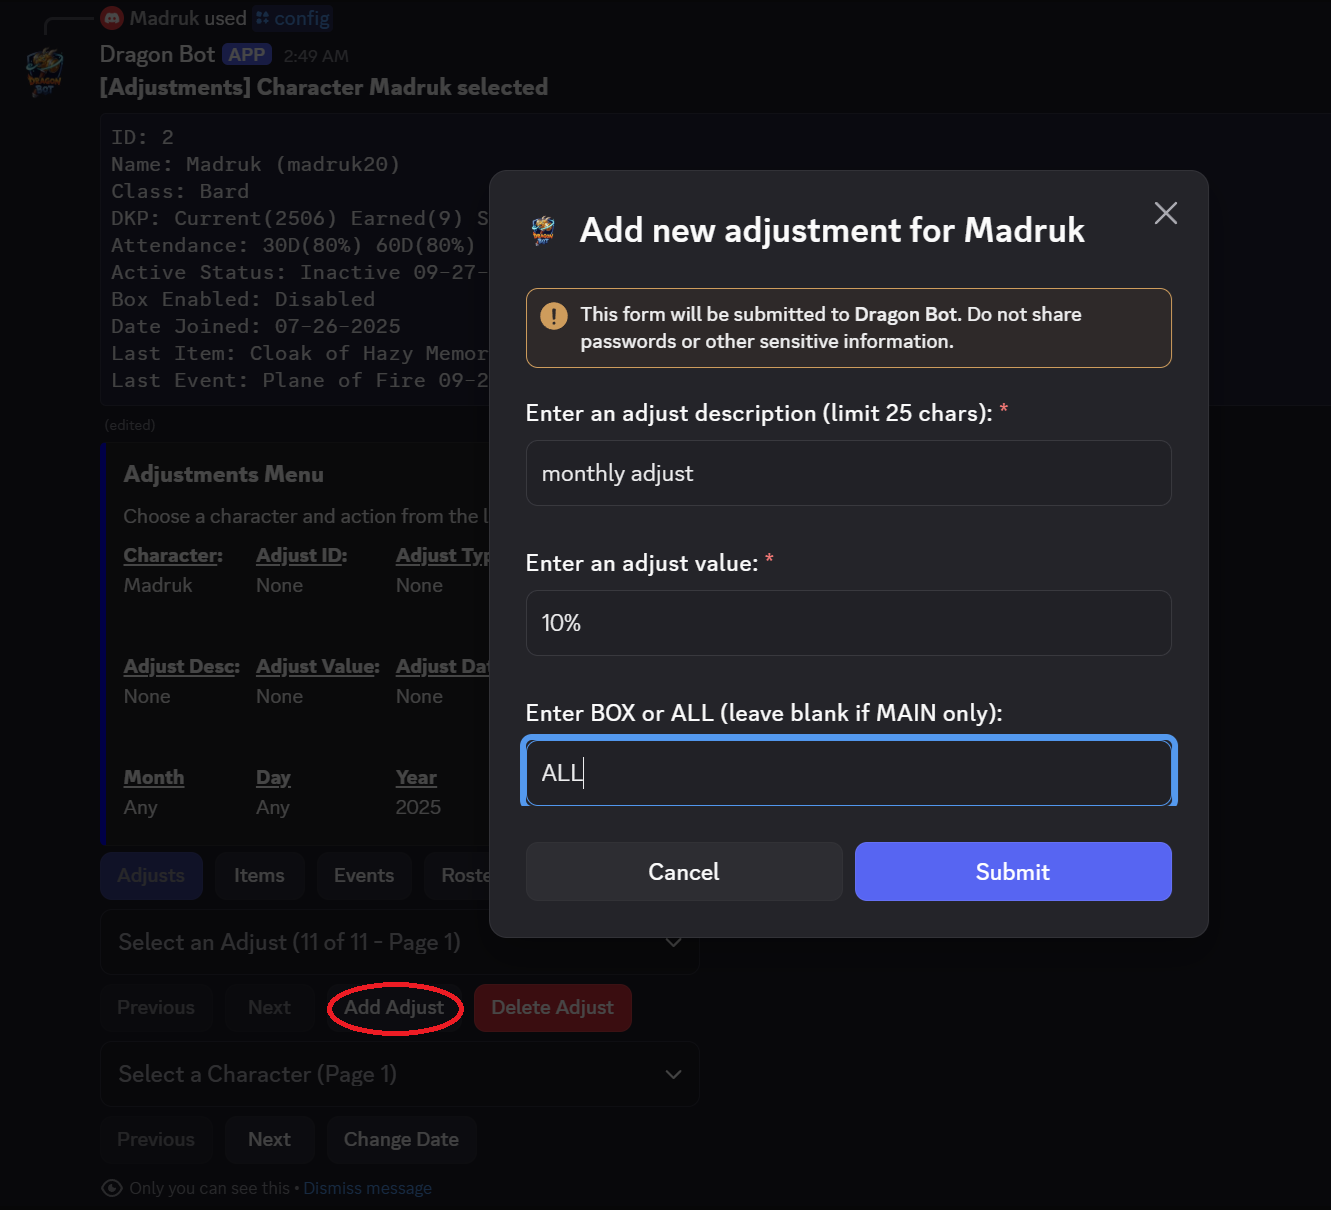 Madruk used config
Dragon Bot APP 2:49 AM
[Adjustments] Character Madruk selected
ID: 2
Name: Madruk (madruk20)
Class: Bard
DKP: Current(2506) Earned(9) S
Attendance: 30D(80%) 60D(80%)
Active Status: Inactive 09-27-
Box Enabled: Disabled
Date Joined: 07-26-2025
Last Item: Cloak of Hazy Memor
Last Event: Plane of Fire 09-2
(edited)
Adjustments Menu
Choose a character and action from the l
Character: Adjust ID: Adjust Typ
Madruk None None
Adjust Desc: Adjust Value: Adjust Dat
None None None
Month Day Year
Any Any 2025
Adjusts Items Events Roste
Select an Adjust (11 of 11 - Page 1)
Previous Next Add Adjust Delete Adjust
Select a Character (Page 1)
Previous Next Change Date
Only you can see this • Dismiss message
Add new adjustment for Madruk
This form will be submitted to Dragon Bot. Do not share
passwords or other sensitive information.
Enter an adjust description (limit 25 chars): *
monthly adjust
Enter an adjust value: *
10%
Enter BOX or ALL (leave blank if MAIN only):
ALL
Cancel Submit